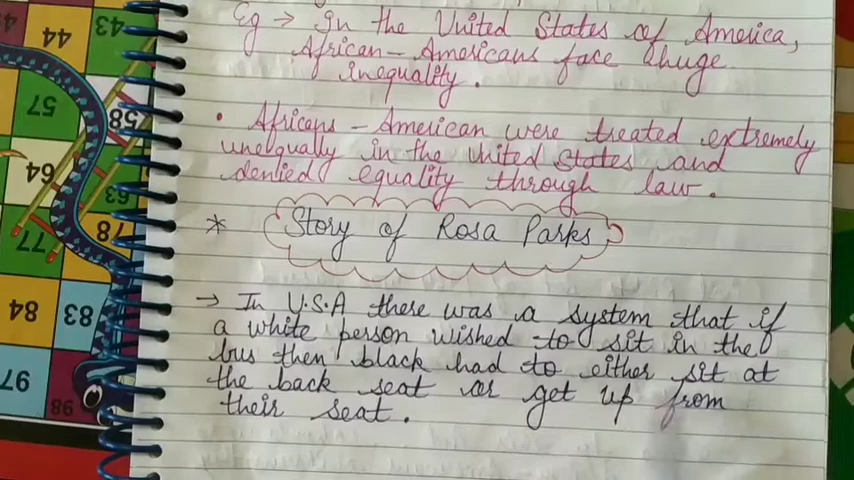 Eg → In the United States of America,
African-Americans face a huge
inequality.
• Africans-American were treated extremely
unequally in the United States and
denied equality through law.
* Story of Rosa Parks
→ In U.S.A there was a system that if
a white person wished to sit in the
bus then black had to either sit at
the back seat or get up from
their seat.
43
44
57
58
64
63
77
78
84
83
97
98